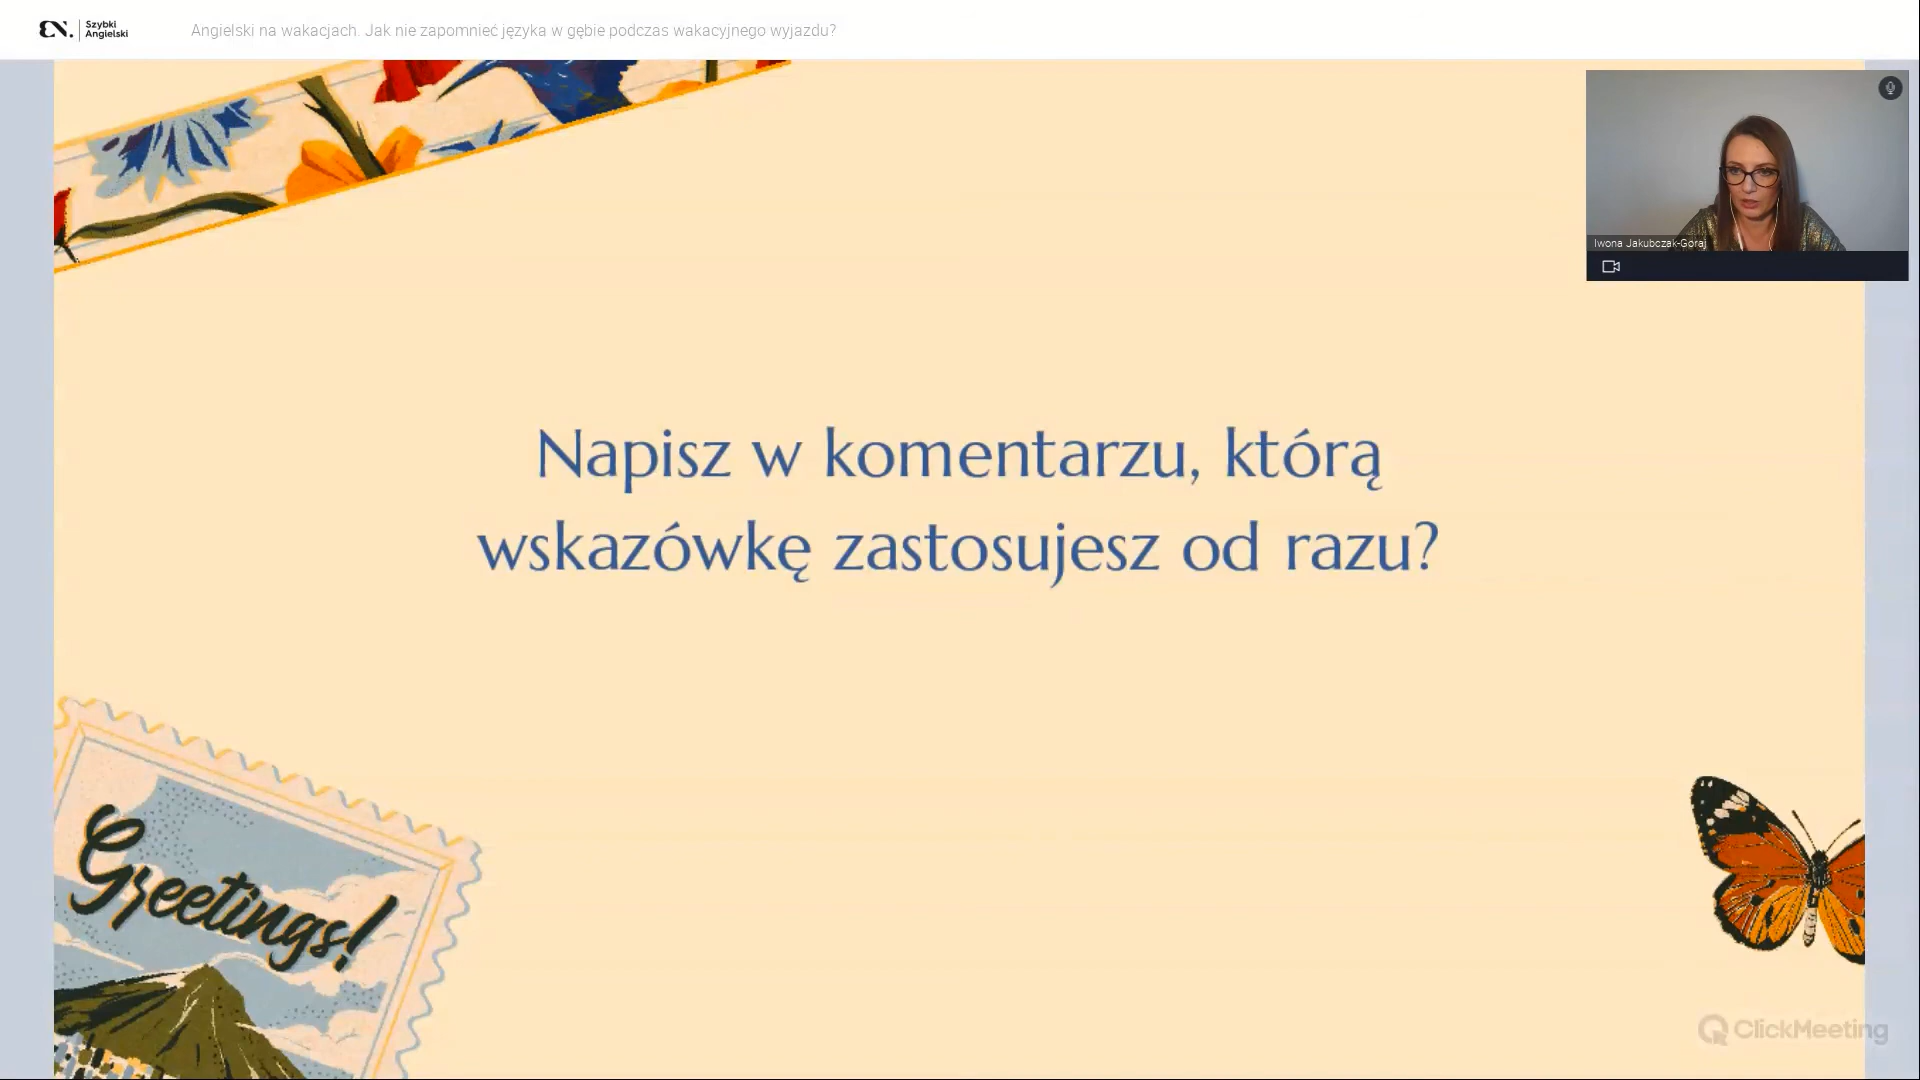 EN.
Szybki
Angielski
Angielski na wakacjach. Jak nie zapomnieć języka w gębie podczas wakacyjnego wyjazdu?
Iwona Jakubczak-Goraj
Napisz w komentarzu, którą
wskazówkę zastosujesz od razu?
Greetings!
ClickMeeting